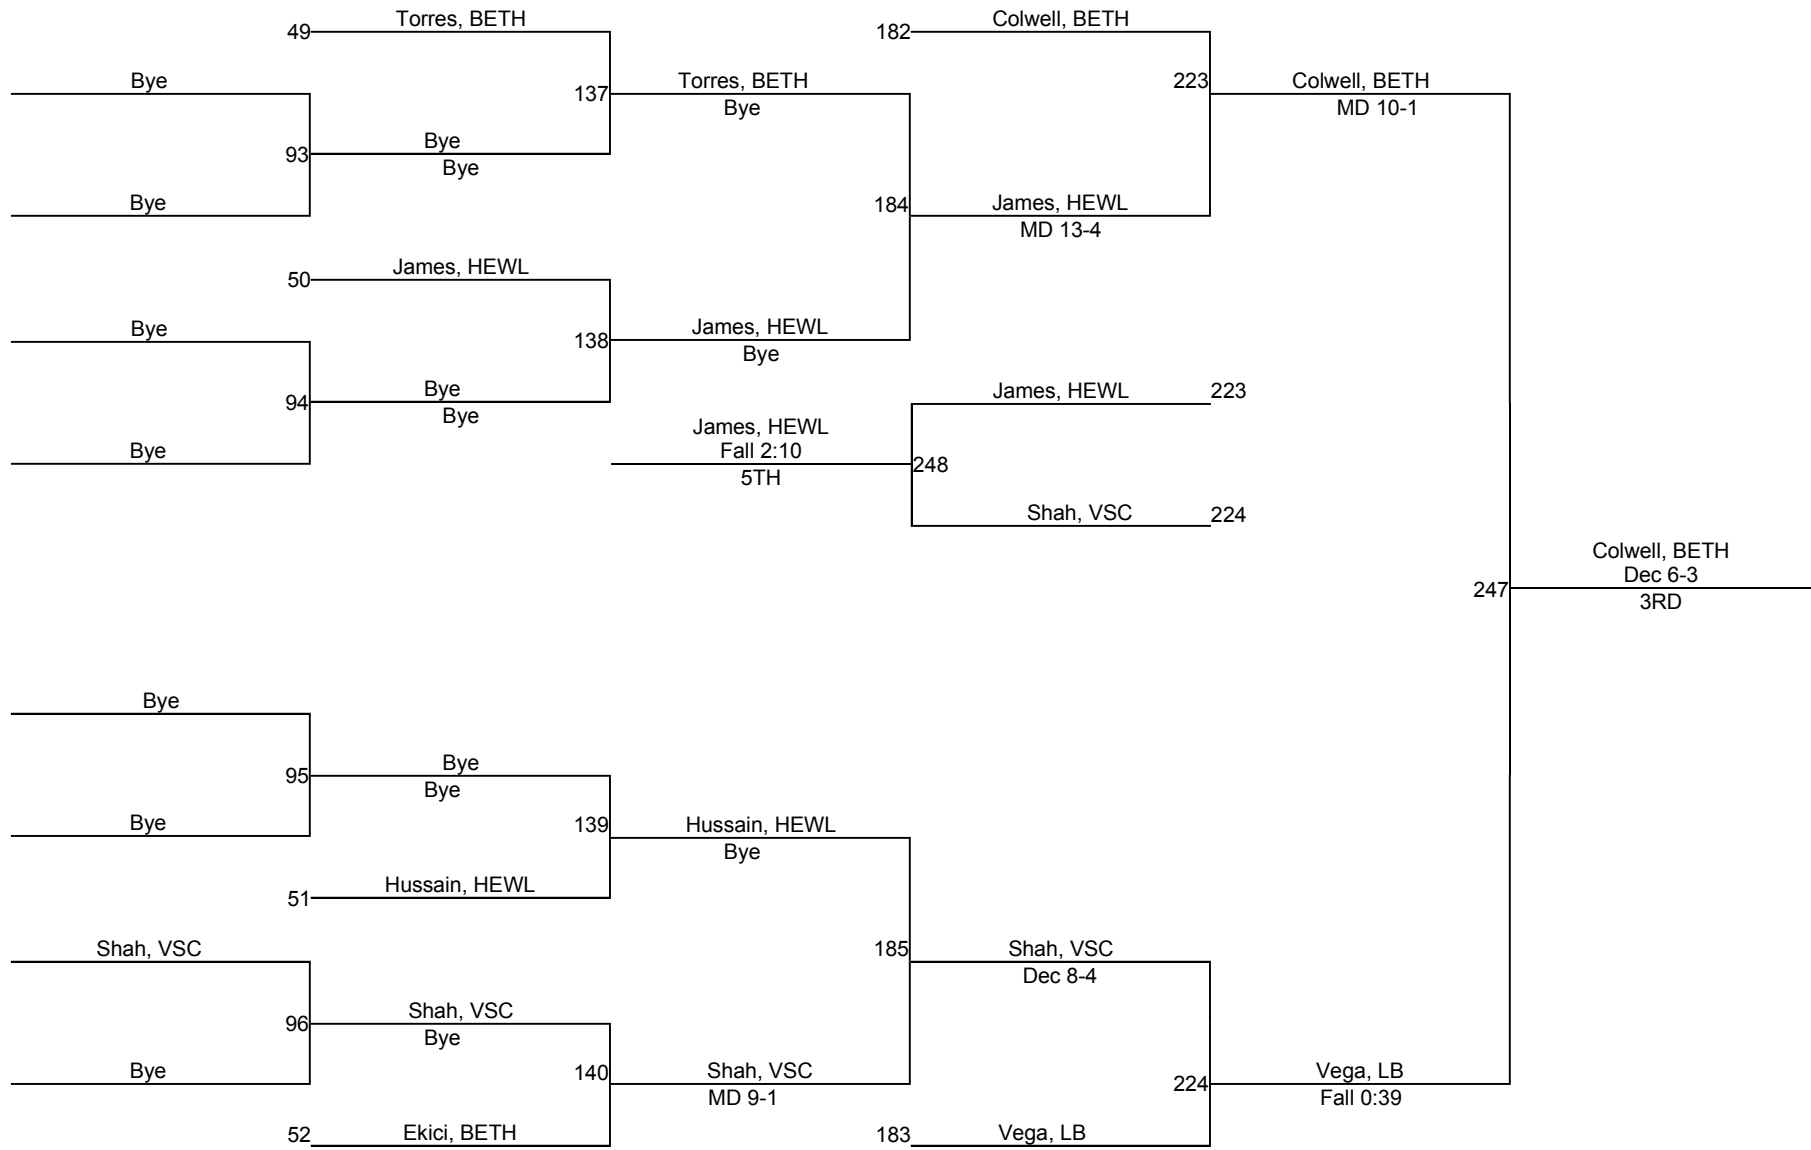 Torres, BETH
49
Colwell, BETH
182
Bye
137
Torres, BETH
Bye
223
Colwell, BETH
MD 10-1
93
Bye
Bye
Bye
184
James, HEWL
MD 13-4
James, HEWL
50
Bye
138
James, HEWL
Bye
94
Bye
Bye
James, HEWL
223
James, HEWL
Fall 2:10
5TH
Bye
248
Shah, VSC
224
Colwell, BETH
Dec 6-3
3RD
247
Bye
95
Bye
Bye
Bye
139
Hussain, HEWL
Bye
51
Hussain, HEWL
Shah, VSC
185
Shah, VSC
Dec 8-4
96
Shah, VSC
Bye
Bye
140
Shah, VSC
MD 9-1
224
Vega, LB
Fall 0:39
52
Ekici, BETH
183
Vega, LB